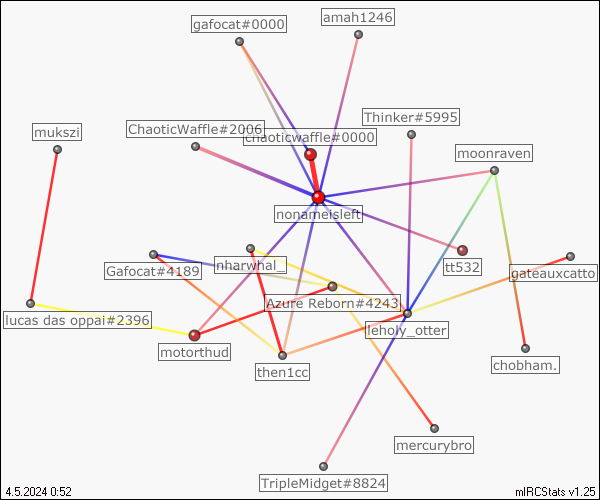 gafocat#0000
amah1246
Thinker#5995
ChaoticWaffle#2006
chaoticwaffle#0000
mukszi
moonraven
nonameisleft
nharwhal_
tt532
Gafocat#4189
gateauxcatto
Azure Reborn#4243
lucas das oppai#2396
leholy_otter
motorthud
chobham.
then1cc
mercurybro
TripleMidget#8824
4.5.2024 0:52
mIRCStats v1.25